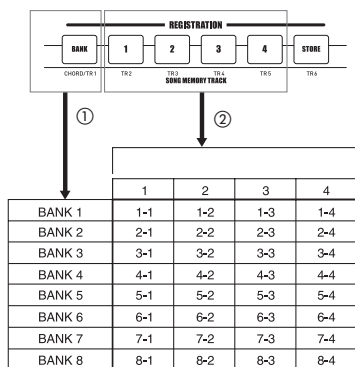 REGISTRATION
BANK 1 2 3 4 STORE
CHORD/TR1 TR2 TR3 TR4 TR5 TR6
SONG MEMORY TRACK
① ②
1 2 3 4
BANK 1 1-1 1-2 1-3 1-4
BANK 2 2-1 2-2 2-3 2-4
BANK 3 3-1 3-2 3-3 3-4
BANK 4 4-1 4-2 4-3 4-4
BANK 5 5-1 5-2 5-3 5-4
BANK 6 6-1 6-2 6-3 6-4
BANK 7 7-1 7-2 7-3 7-4
BANK 8 8-1 8-2 8-3 8-4